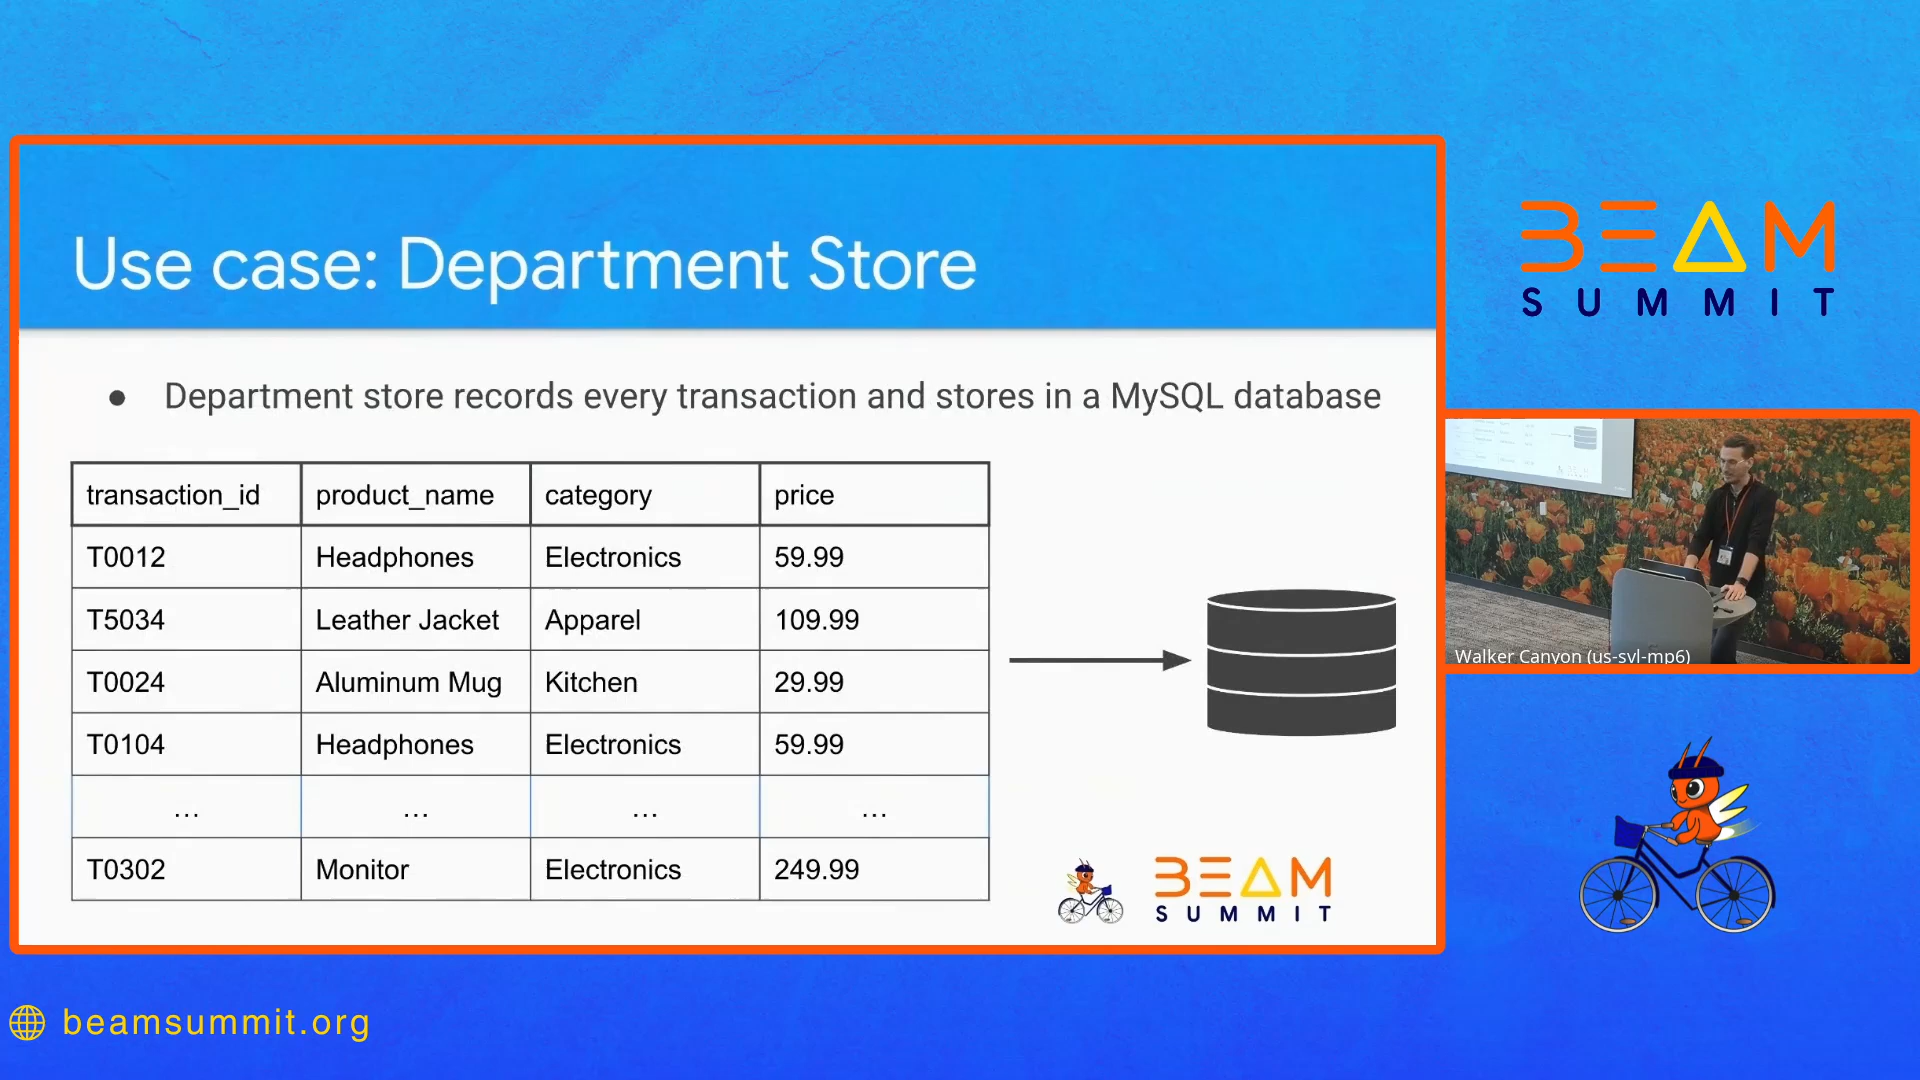 Use case: Department Store
● Department store records every transaction and stores in a MySQL database
transaction_id product_name category price
T0012 Headphones Electronics 59.99
T5034 Leather Jacket Apparel 109.99
T0024 Aluminum Mug Kitchen 29.99
T0104 Headphones Electronics 59.99
... ... ... ...
T0302 Monitor Electronics 249.99
BEAM
SUMMIT
BEAM
SUMMIT
Walker Canyon (us-svl-mp6)
beamsummit.org